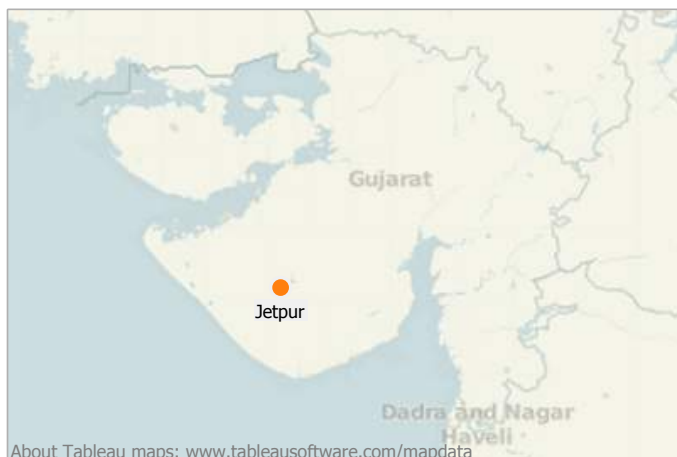 Gujarat
Jetpur
Dadra and Nagar
Haveli
About Tableau maps: www.tableausoftware.com/mapdata